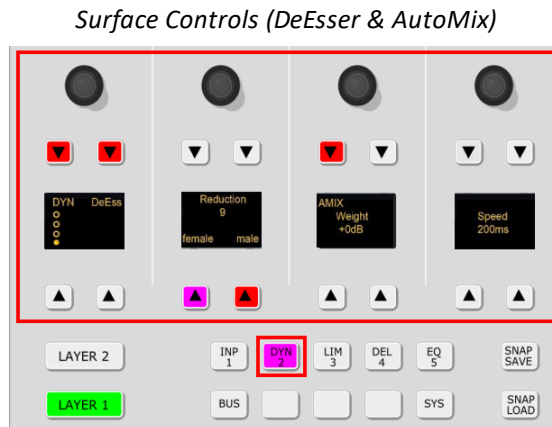 Surface Controls (DeEsser & AutoMix)
DYN DeEss
Reduction
9
female male
AMIX
Weight
+0dB
Speed
200ms
LAYER 2
INP
1
DYN
2
LIM
3
DEL
4
EQ
5
SNAP
SAVE
LAYER 1
BUS
SYS
SNAP
LOAD